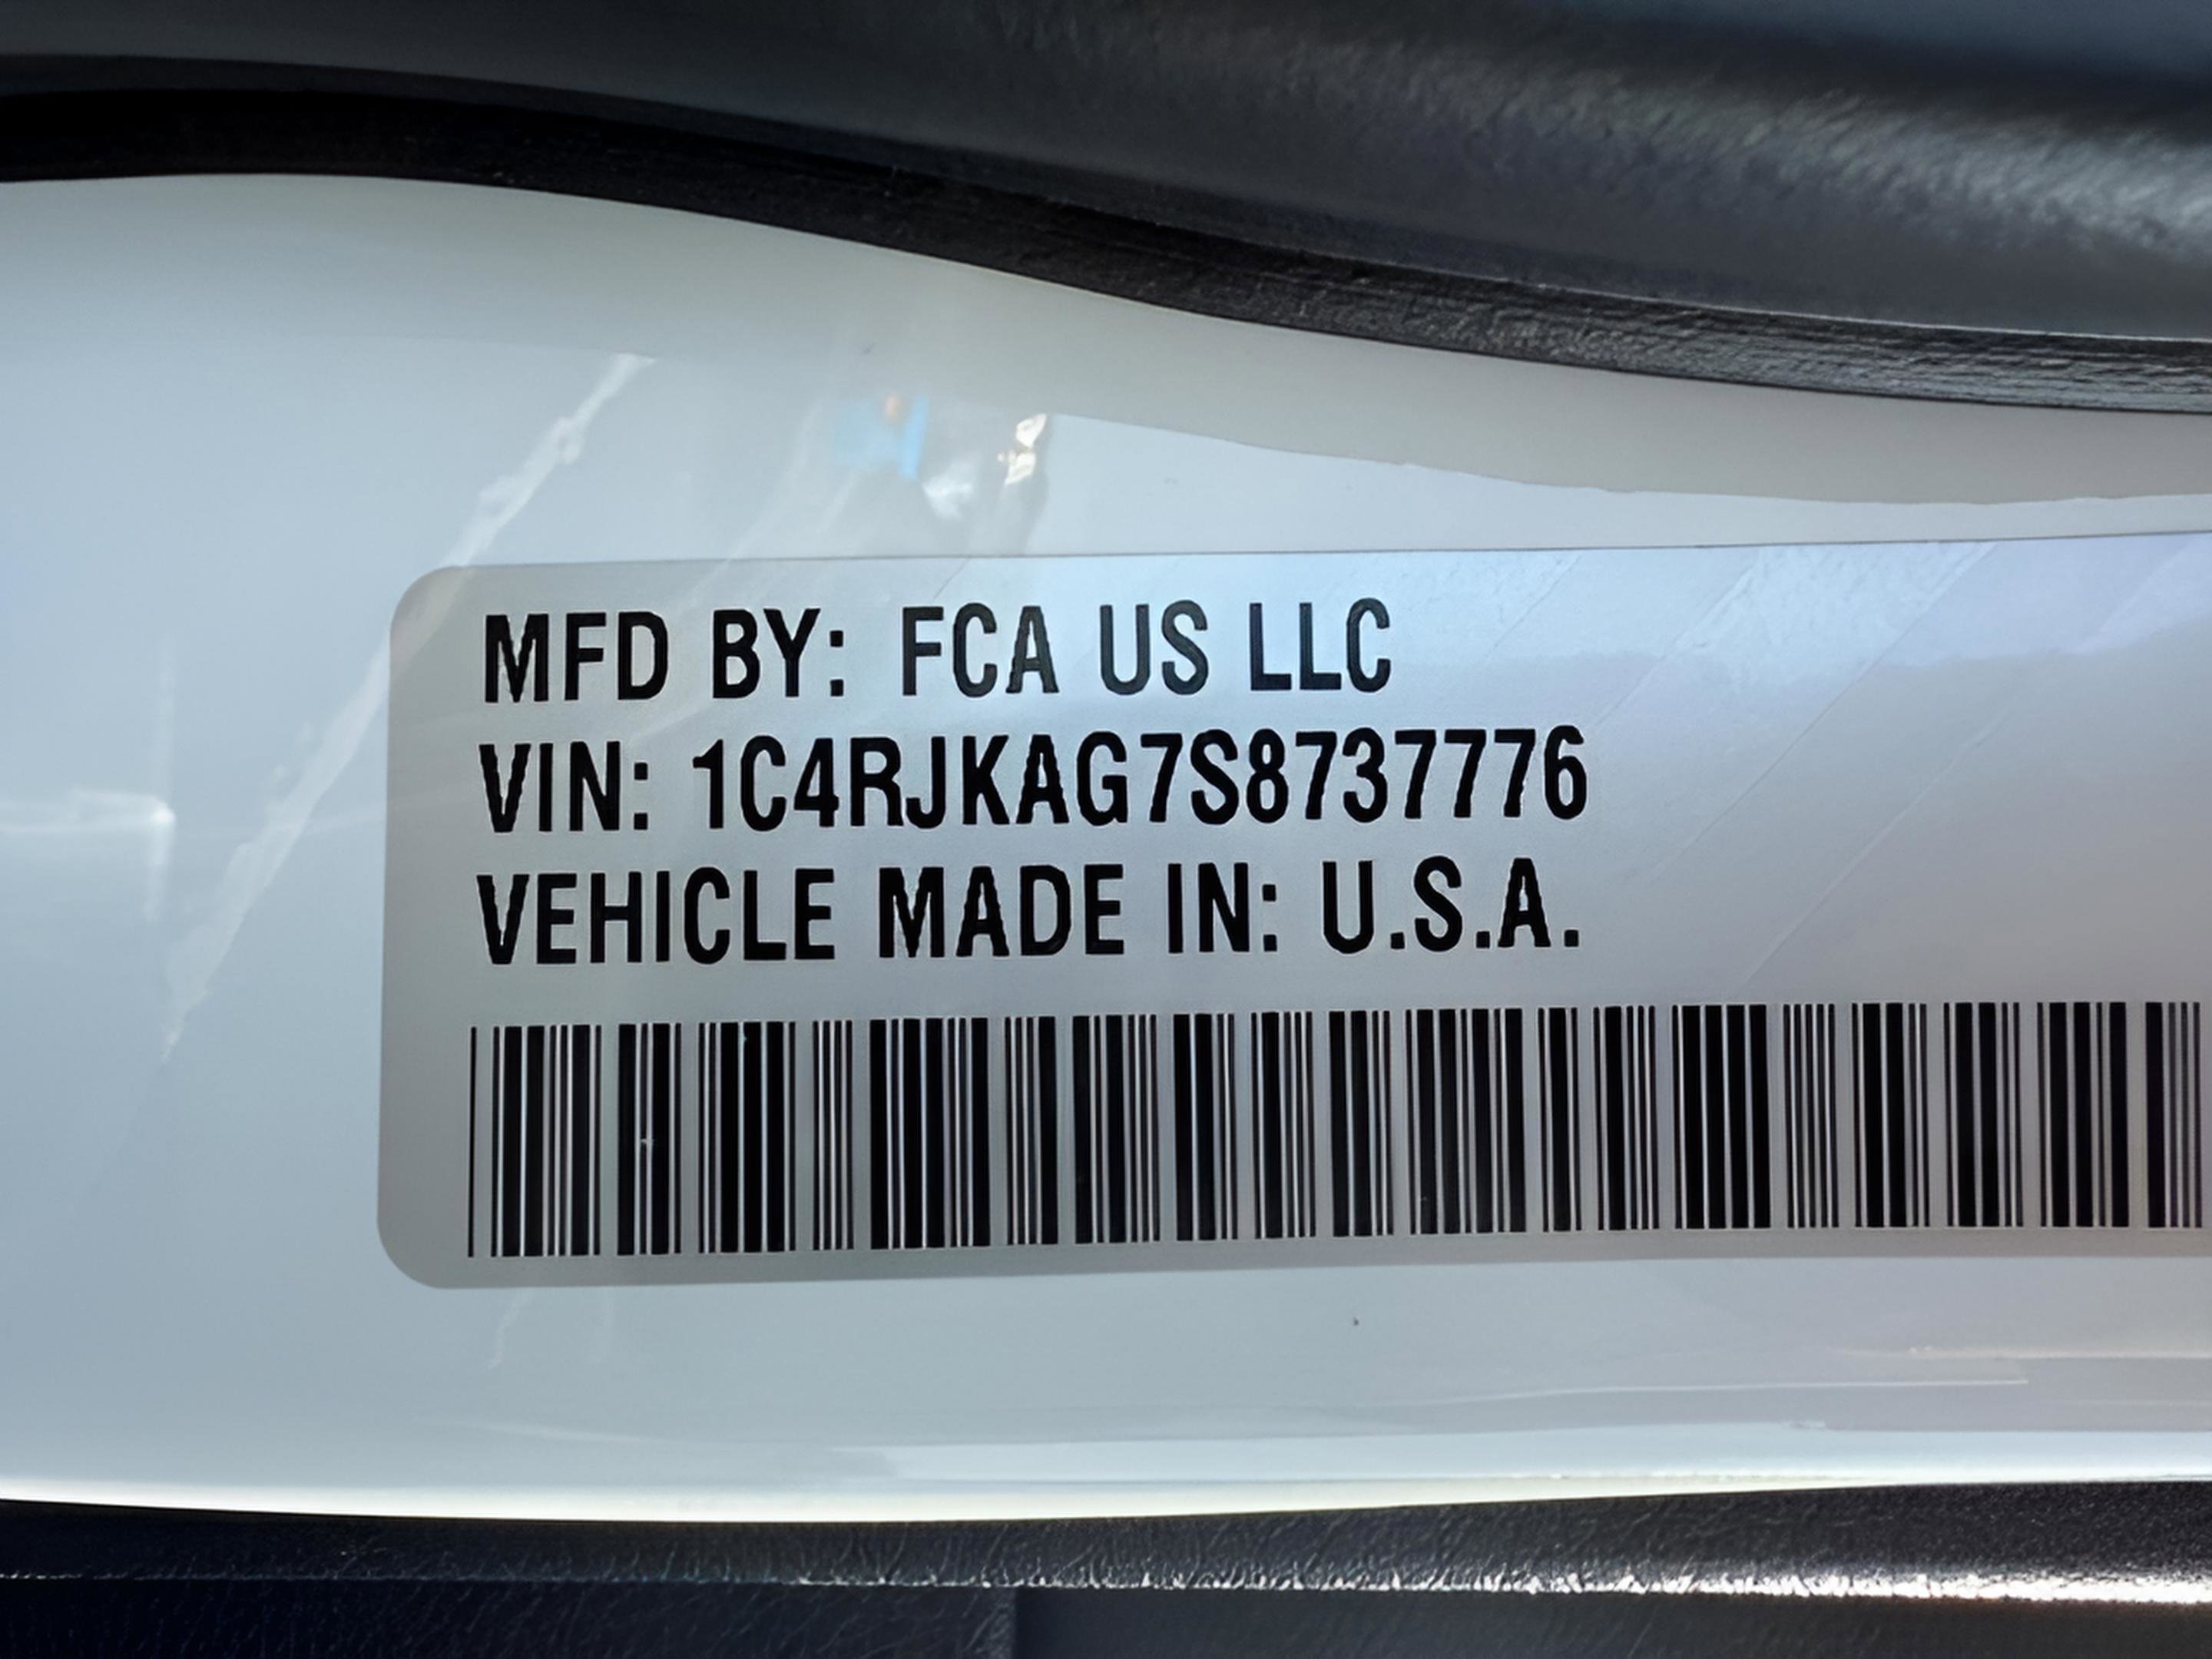 MFD BY: FCA US LLC
VIN: 1C4RJKAG7S8737776
VEHICLE MADE IN: U.S.A.